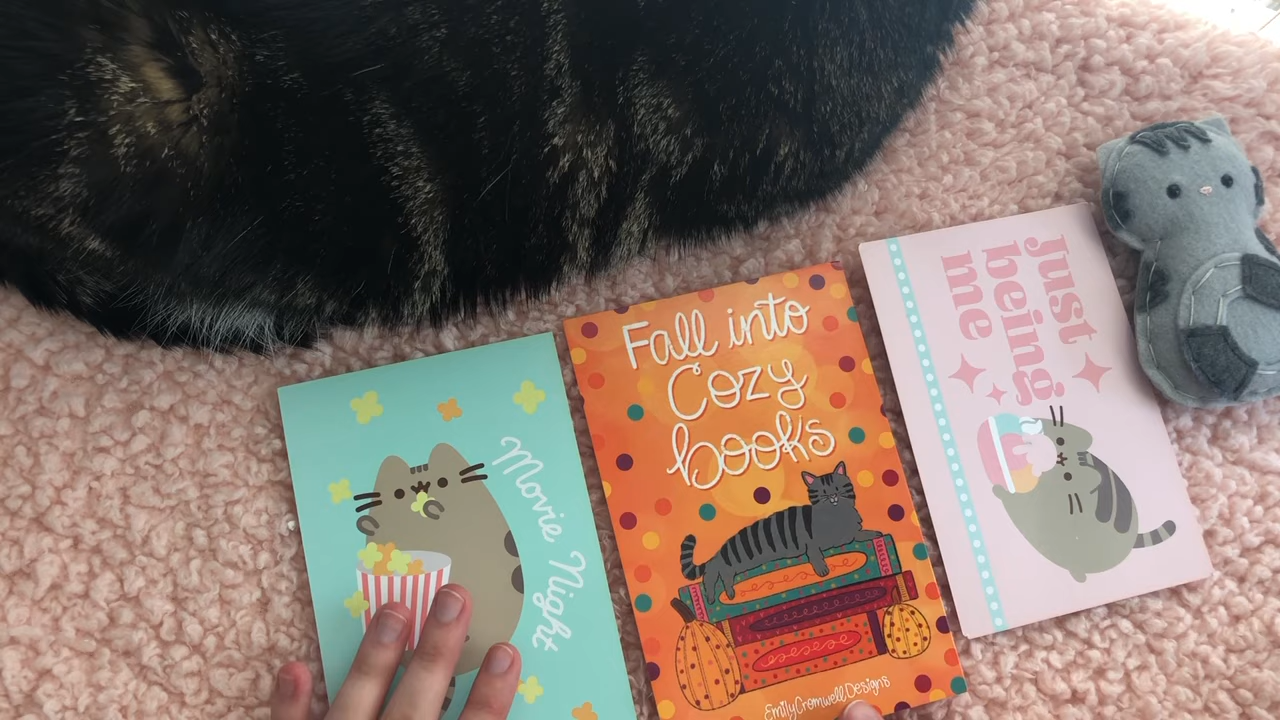 Movie Night
Fall into
Cozy
books
EmilyCromwellDesigns
just
being
me